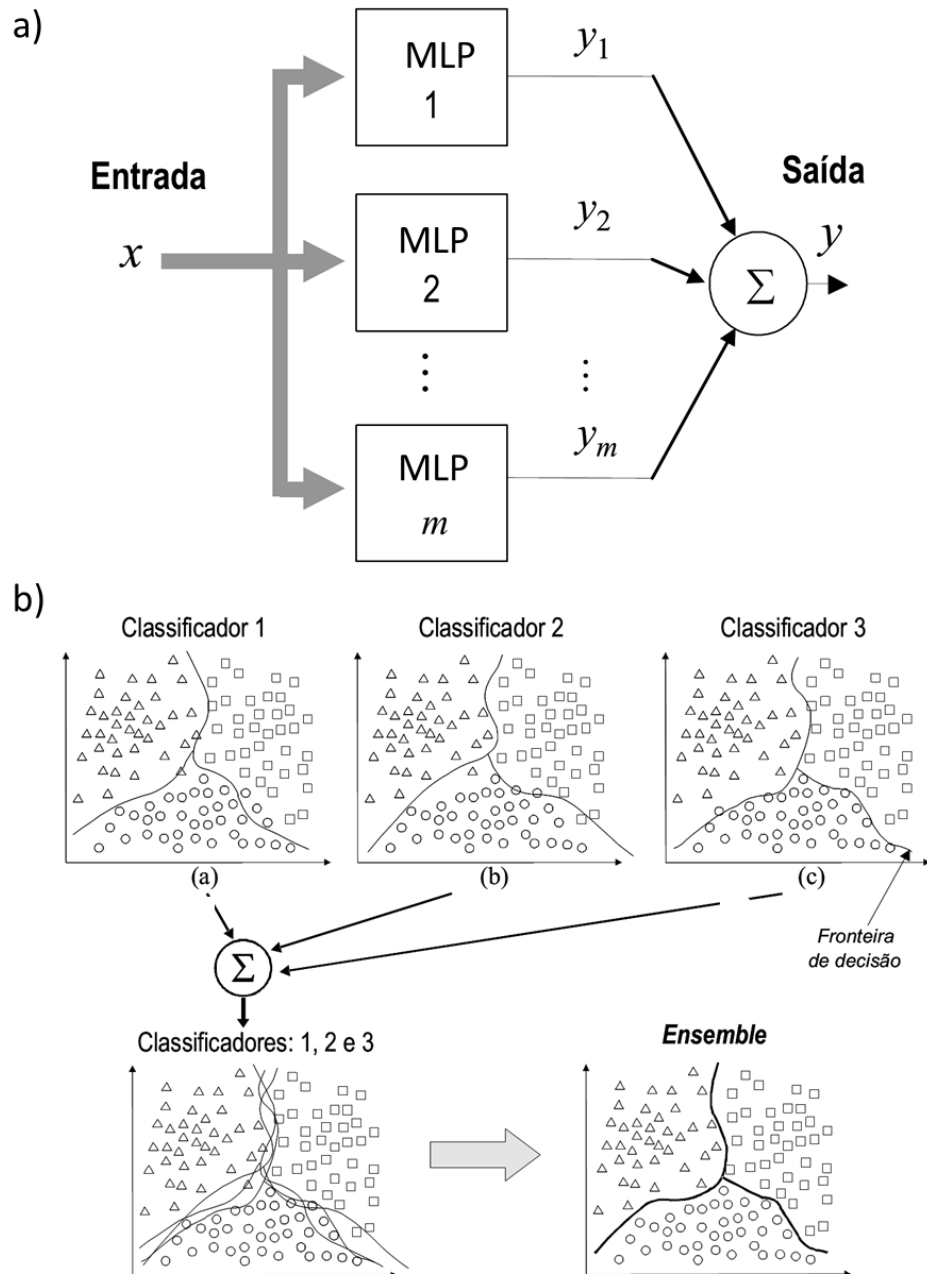 a)
MLP
1
y₁
Entrada
Saída
x
MLP
2
y₂
y
Σ
⋮
⋮
MLP
m
yₘ
b)
Classificador 1
Classificador 2
Classificador 3
(a)
(b)
(c)
Fronteira
de decisão
Σ
Classificadores: 1, 2 e 3
Ensemble